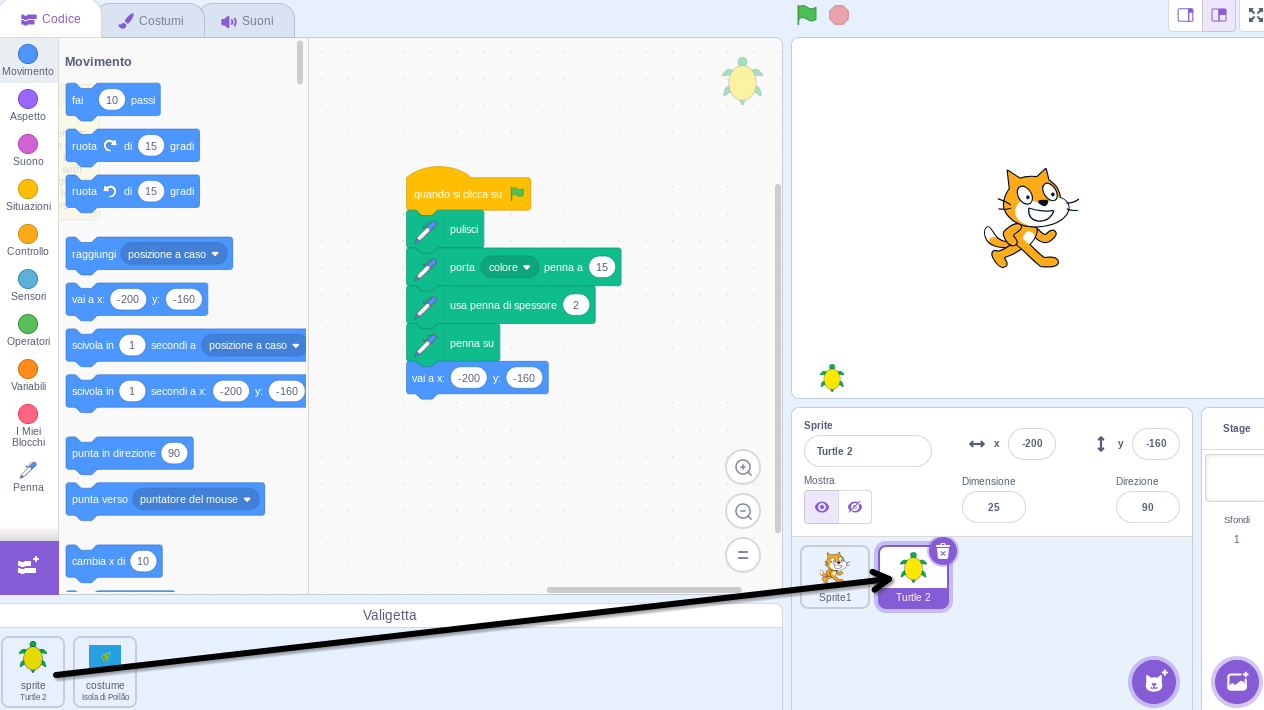 Codice
Costumi
Suoni
Movimento
Aspetto
Suono
Situazioni
Controllo
Sensori
Operatori
Variabili
I Miei
Blocchi
Penna
Movimento
fai 10 passi
ruota di 15 gradi
ruota di 15 gradi
raggiungi posizione a caso
vai a x: -200 y: -160
scivola in 1 secondi a posizione a caso
scivola in 1 secondi a x: -200 y: -160
punta in direzione 90
punta verso puntatore del mouse
cambia x di 10
quando si clicca su
pulisci
porta colore penna a 15
usa penna di spessore 2
penna su
vai a x: -200 y: -160
Valigetta
sprite
Turtle 2
costume
Isola di Poilão
Sprite
Turtle 2
x -200
y -160
Mostra
Dimensione
25
Direzione
90
Sprite1
Turtle 2
Stage
Sfondi
1